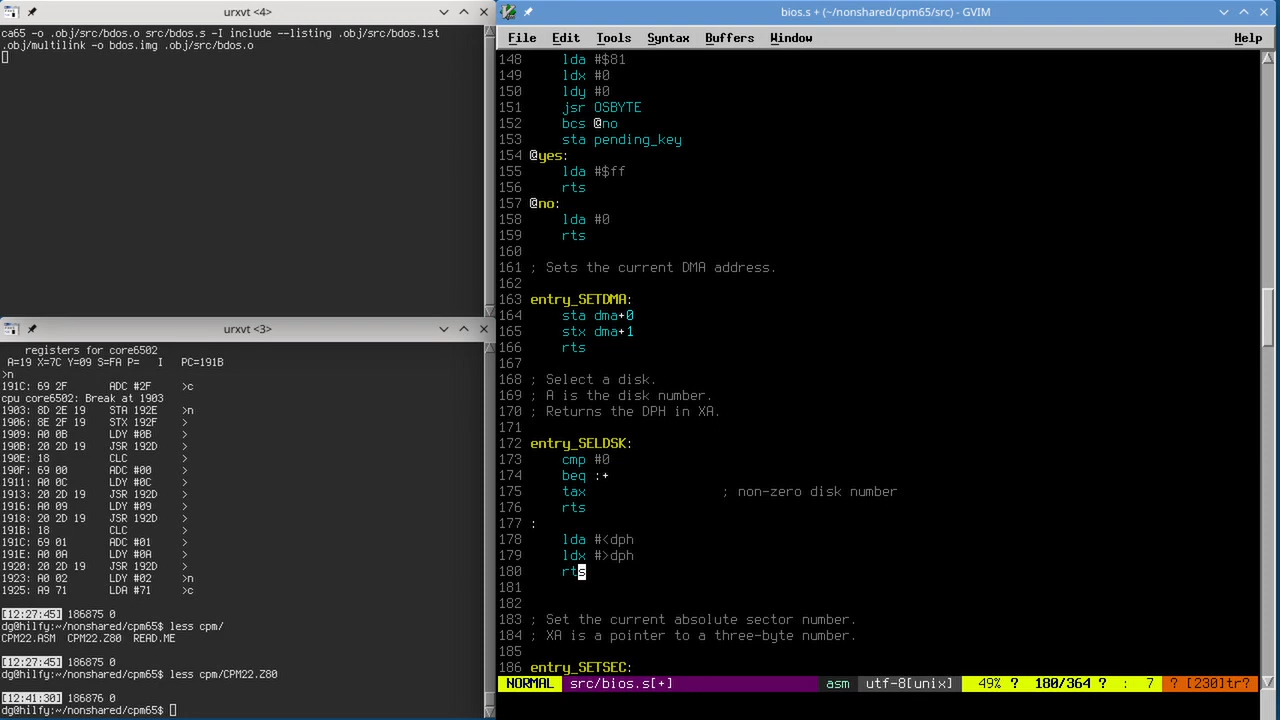 urxvt <4>
ca65 -o .obj/src/bdos.o src/bdos.s -I include --listing .obj/src/bdos.lst
.obj/multilink -o bdos.img .obj/src/bdos.o
urxvt <3>
registers for core6502
A=19 X=7C Y=09 S=FA P=   I    PC=191B
>n
191C: 69 2F      ADC #2F      >c
cpu core6502: Break at 1903
1903: 8D 2E 19   STA 192E     >n
1906: 8E 2F 19   STX 192F     >
1909: A0 0B      LDY #0B      >
190B: 20 2D 19   JSR 192D     >
190E: 18         CLC          >
190F: 69 00      ADC #00      >
1911: A0 0C      LDY #0C      >
1913: 20 2D 19   JSR 192D     >
1916: A0 09      LDY #09      >
1918: 20 2D 19   JSR 192D     >
191B: 18         CLC          >
191C: 69 01      ADC #01      >
191E: A0 0A      LDY #0A      >
1920: 20 2D 19   JSR 192D     >
1923: A0 02      LDY #02      >n
1925: A9 71      LDA #71      >c
[12:27:45] 186875 0
dg@hilfy:~/nonshared/cpm65$ less cpm/
CPM22.ASM  CPM22.Z80  READ.ME
[12:27:45] 186875 0
dg@hilfy:~/nonshared/cpm65$ less cpm/CPM22.Z80
[12:41:30] 186876 0
dg@hilfy:~/nonshared/cpm65$
bios.s + (~/nonshared/cpm65/src) - GVIM
File Edit Tools Syntax Buffers Window Help
148     lda #$81
149     ldx #0
150     ldy #0
151     jsr OSBYTE
152     bcs @no
153     sta pending_key
154 @yes:
155     lda #$ff
156     rts
157 @no:
158     lda #0
159     rts
160
161 ; Sets the current DMA address.
162
163 entry_SETDMA:
164     sta dma+0
165     stx dma+1
166     rts
167
168 ; Select a disk.
169 ; A is the disk number.
170 ; Returns the DPH in XA.
171
172 entry_SELDSK:
173     cmp #0
174     beq :+
175     tax                 ; non-zero disk number
176     rts
177 :
178     lda #<dph
179     ldx #>dph
180     rts
181
182
183 ; Set the current absolute sector number.
184 ; XA is a pointer to a three-byte number.
185
186 entry_SETSEC:
NORMAL src/bios.s[+] asm utf-8[unix] 49% ? 180/364 ? : 7 ? [230]tr?